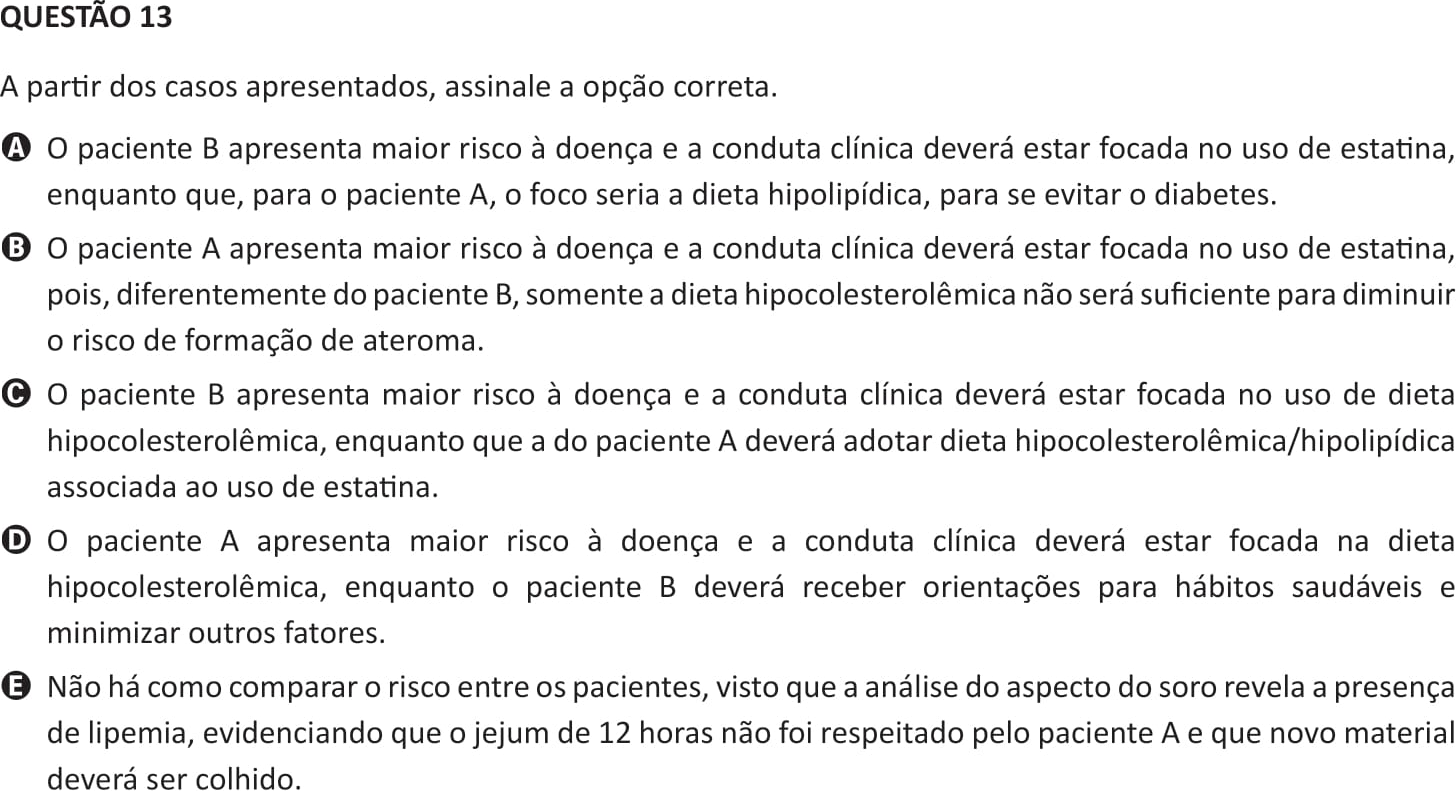 QUESTÃO 13
A partir dos casos apresentados, assinale a opção correta.
A O paciente B apresenta maior risco à doença e a conduta clínica deverá estar focada no uso de estatina,
enquanto que, para o paciente A, o foco seria a dieta hipolipídica, para se evitar o diabetes.
B O paciente A apresenta maior risco à doença e a conduta clínica deverá estar focada no uso de estatina,
pois, diferentemente do paciente B, somente a dieta hipocolesterolêmica não será suficiente para diminuir
o risco de formação de ateroma.
C O paciente B apresenta maior risco à doença e a conduta clínica deverá estar focada no uso de dieta
hipocolesterolêmica, enquanto que a do paciente A deverá adotar dieta hipocolesterolêmica/hipolipídica
associada ao uso de estatina.
D O paciente A apresenta maior risco à doença e a conduta clínica deverá estar focada na dieta
hipocolesterolêmica, enquanto o paciente B deverá receber orientações para hábitos saudáveis e
minimizar outros fatores.
E Não há como comparar o risco entre os pacientes, visto que a análise do aspecto do soro revela a presença
de lipemia, evidenciando que o jejum de 12 horas não foi respeitado pelo paciente A e que novo material
deverá ser colhido.